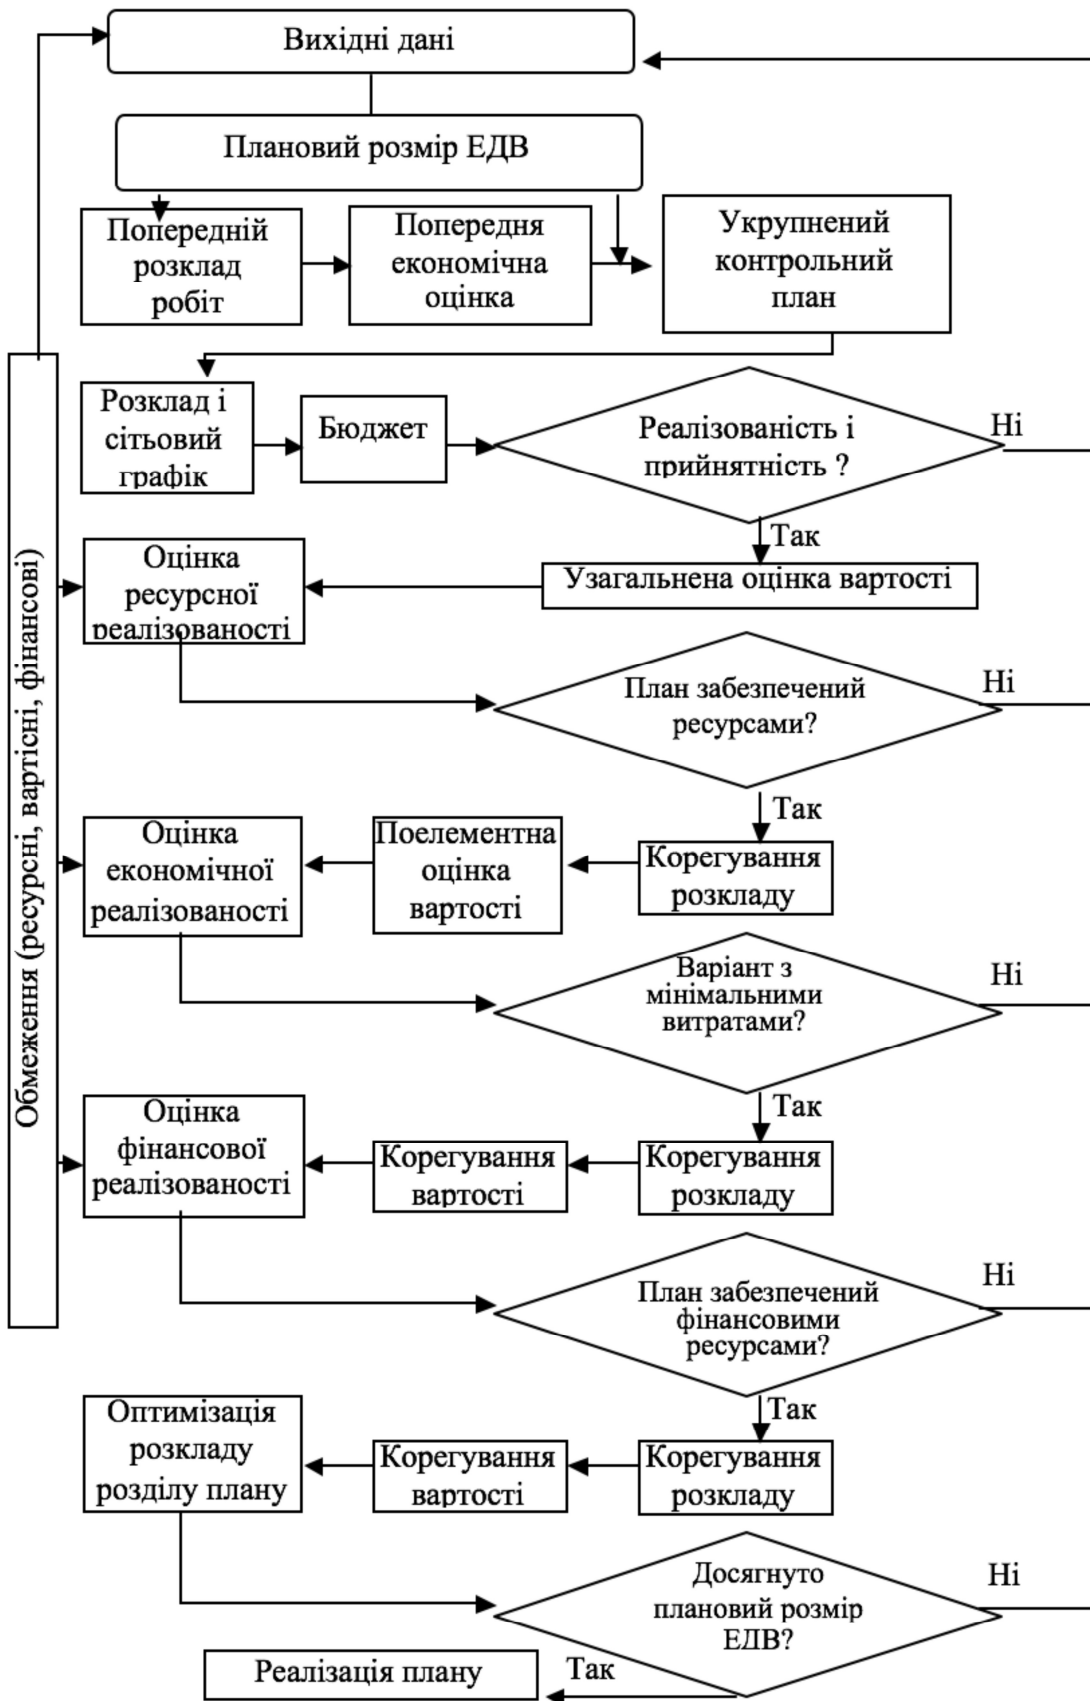 Вихідні дані
Плановий розмір ЕДВ
Попередній
розклад
робіт
Попередня
економічна
оцінка
Укрупнений
контрольний
план
Розклад і
сітьовий
графік
Бюджет
Реалізованість і
прийнятність ?
Ні
Так
Обмеження (ресурсні, вартісні, фінансові)
Оцінка
ресурсної
реалізованості
Узагальнена оцінка вартості
План забезпечений
ресурсами?
Ні
Так
Оцінка
економічної
реалізованості
Поелементна
оцінка
вартості
Корегування
розкладу
Варіант з
мінімальними
витратами?
Ні
Так
Оцінка
фінансової
реалізованості
Корегування
вартості
Корегування
розкладу
План забезпечений
фінансовими
ресурсами?
Ні
Так
Оптимізація
розкладу
розділу плану
Корегування
вартості
Корегування
розкладу
Досягнуто
плановий розмір
ЕДВ?
Ні
Так
Реалізація плану